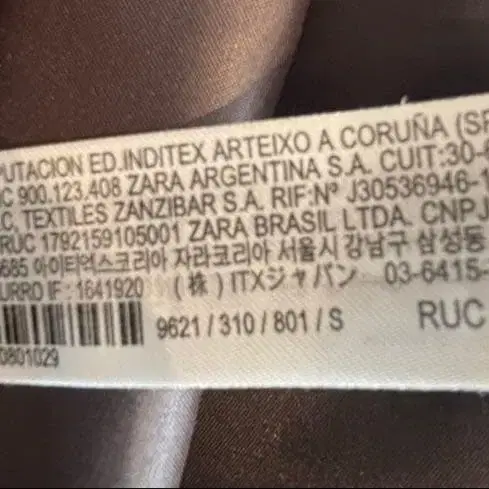 PUTACION ED.INDITEX ARTEIXO A CORUÑA (SP
C 900.123.408 ZARA ARGENTINA S.A. CUIT:30-6
C, TEXTILES ZANZIBAR S.A. RIF:Nº J30536946-1
RUC 1792159105001 ZARA BRASIL LTDA. CNPJ
685 아이티엑스코리아 자라코리아 서울시 강남구 삼성동
URRO IF : 1641920 (株) ITXジャパン 03-6415-
9621 / 310 / 801 / S RUC
0801029